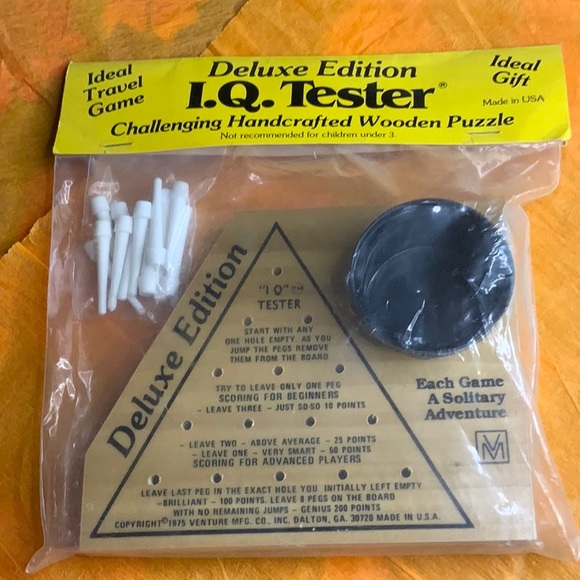 Ideal
Travel
Game
Deluxe Edition
I.Q. Tester®
Challenging Handcrafted Wooden Puzzle
Not recommended for children under 3.
Ideal
Gift
Made in USA
Deluxe Edition
"I Q"™
TESTER
START WITH ANY
ONE HOLE EMPTY. AS YOU
JUMP THE PEGS REMOVE
THEM FROM THE BOARD
TRY TO LEAVE ONLY ONE PEG
SCORING FOR BEGINNERS
- LEAVE THREE - JUST SO-SO 10 POINTS
- LEAVE TWO - ABOVE AVERAGE - 25 POINTS
- LEAVE ONE - VERY SMART - 50 POINTS
SCORING FOR ADVANCED PLAYERS
LEAVE LAST PEG IN THE EXACT HOLE YOU INITIALLY LEFT EMPTY
-BRILLIANT - 100 POINTS. LEAVE 8 PEGS ON THE BOARD
WITH NO REMAINING JUMPS - GENIUS 200 POINTS
COPYRIGHT©1975 VENTURE MFG. CO., INC. DALTON, GA. 30720 MADE IN U.S.A.
Each Game
A Solitary
Adventure
VM